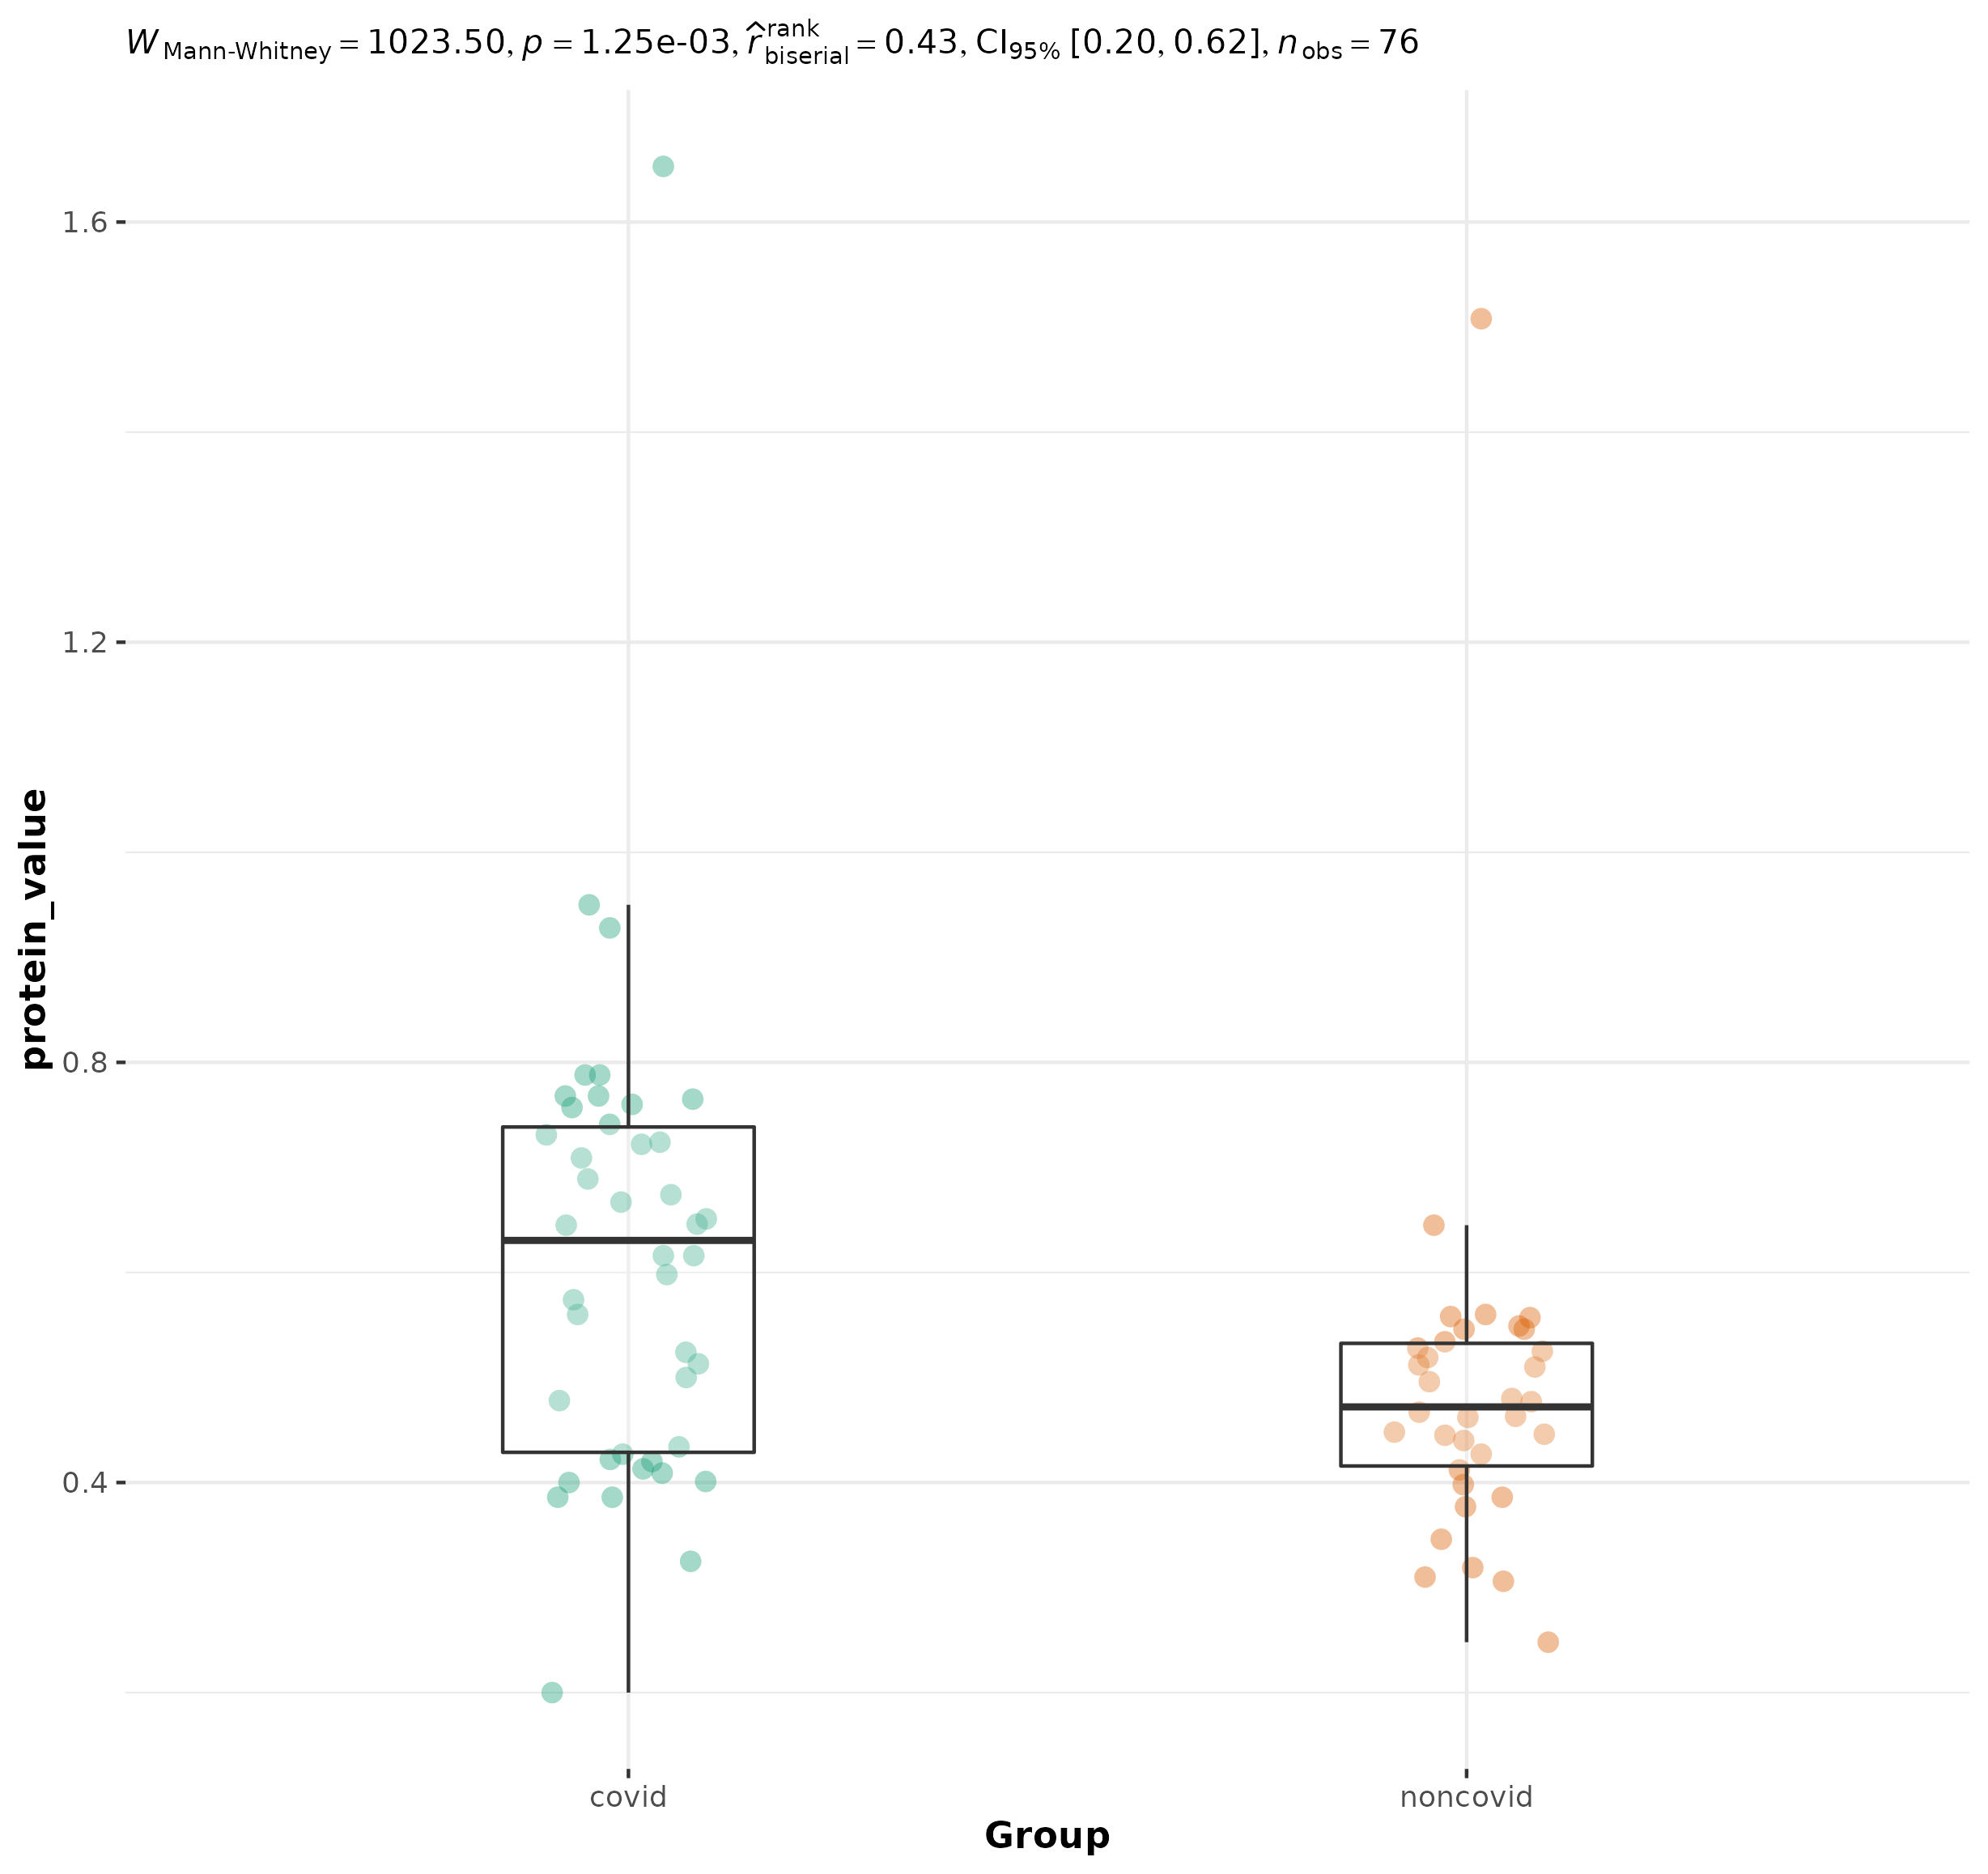 W Mann-Whitney = 1023.50, p = 1.25e-03, r̂ rank biserial = 0.43, CI95% [0.20, 0.62], nobs = 76
1.6
1.2
0.8
0.4
protein_value
covid noncovid
Group